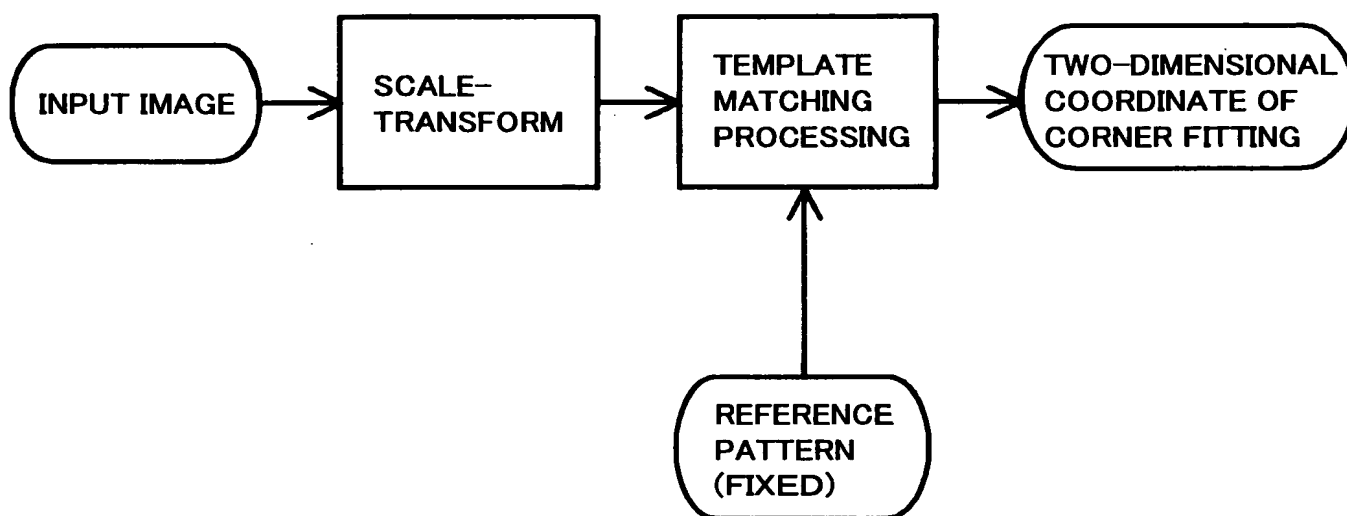 INPUT IMAGE
SCALE-
TRANSFORM
TEMPLATE
MATCHING
PROCESSING
TWO-DIMENSIONAL
COORDINATE OF
CORNER FITTING
REFERENCE
PATTERN
(FIXED)